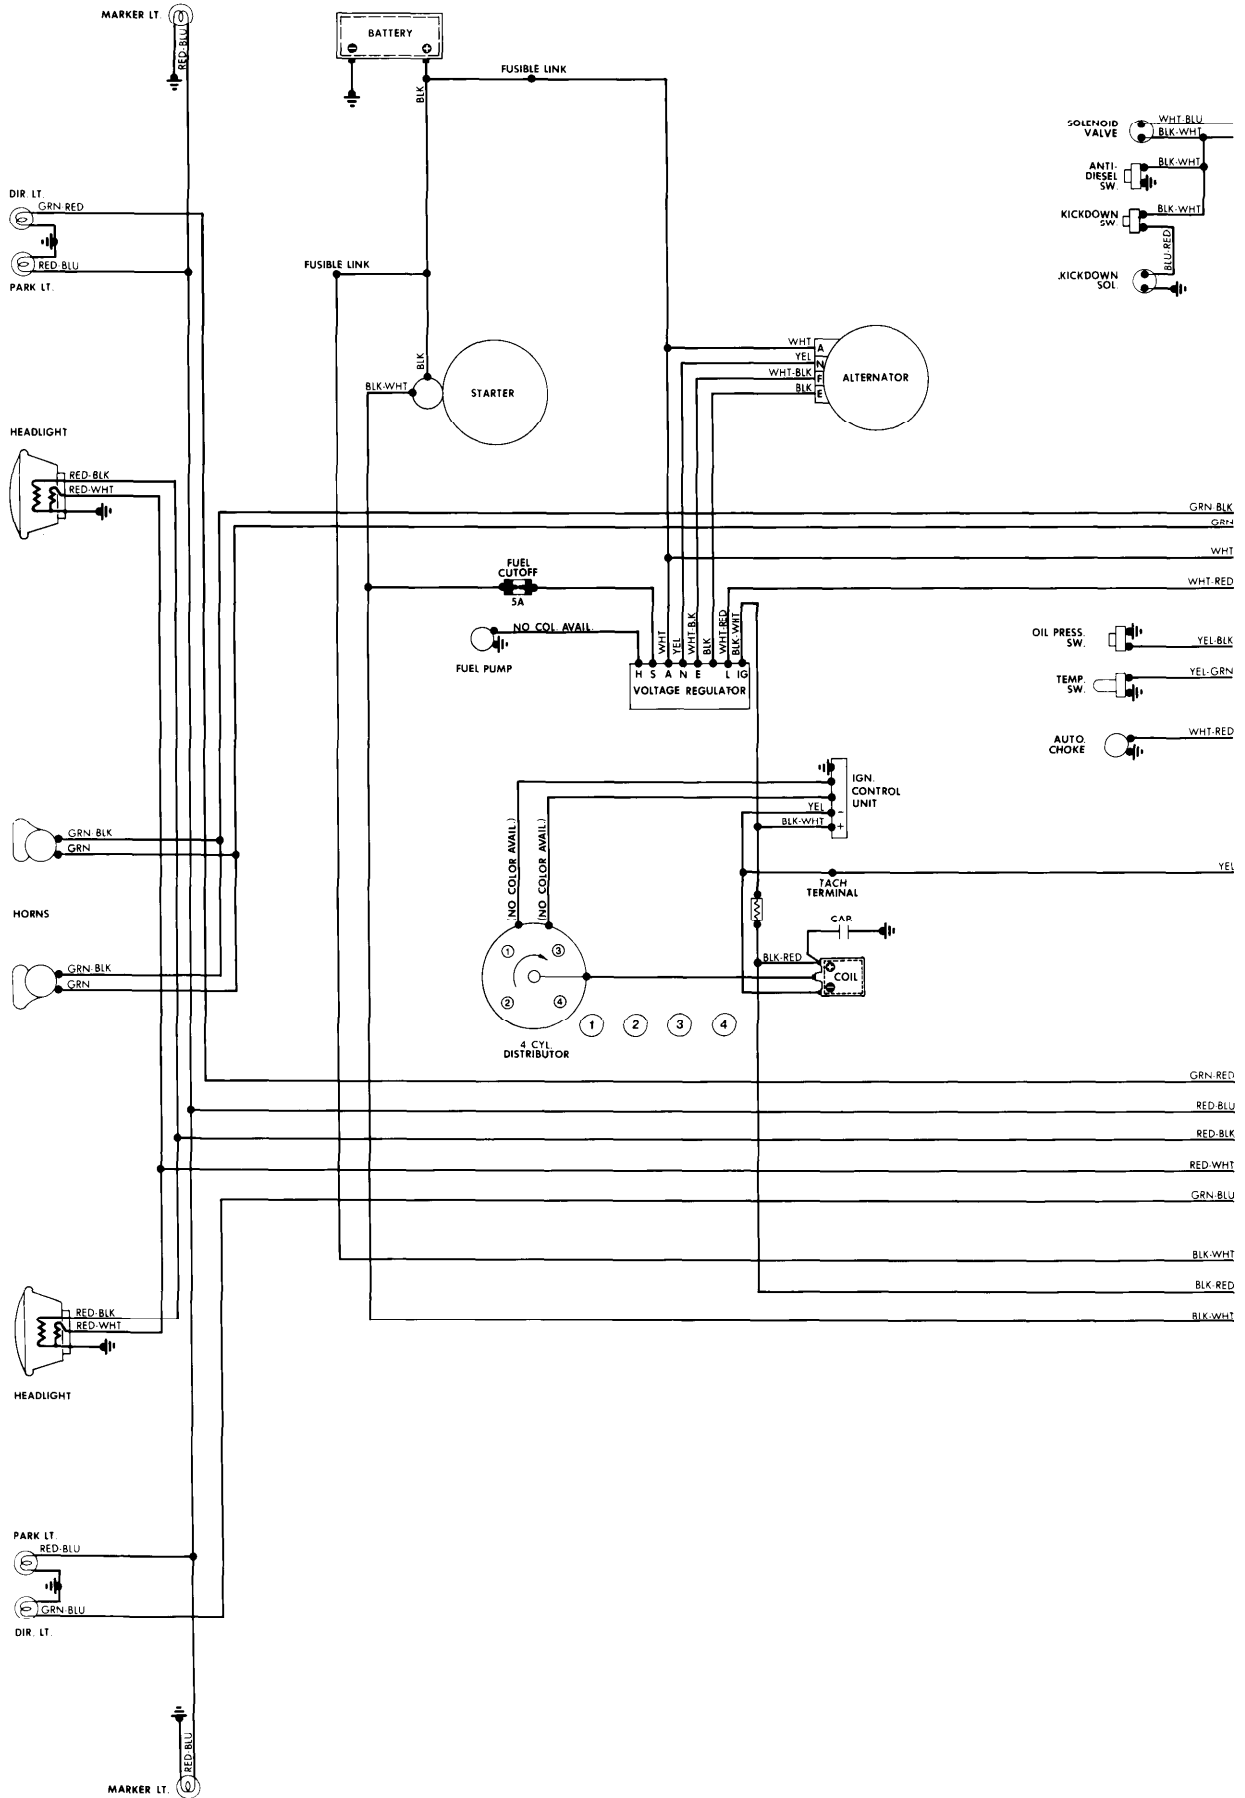 MARKER LT.
RED-BLU
BATTERY
BLK
FUSIBLE LINK
SOLENOID
VALVE
WHT-BLU
BLK-WHT
ANTI-
DIESEL
SW.
BLK-WHT
KICKDOWN
SW.
BLK-WHT
BLU-RED
KICKDOWN
SOL.
DIR. LT.
GRN-RED
RED-BLU
PARK LT.
FUSIBLE LINK
BLK
BLK-WHT
STARTER
WHT
YEL
WHT-BLK
BLK
A
N
F
E
ALTERNATOR
HEADLIGHT
RED-BLK
RED-WHT
GRN-BLK
GRN
WHT
WHT-RED
FUEL
CUTOFF
5A
NO COL. AVAIL.
FUEL PUMP
WHT
YEL
WHT-B.K
BLK
WHT-RED
BLK-WHT
H S A N E L IG
VOLTAGE REGULATOR
OIL PRESS.
SW.
YEL-BLK
TEMP.
SW.
YEL-GRN
AUTO.
CHOKE
WHT-RED
IGN.
CONTROL
UNIT
YEL
-
BLK-WHT
+
(NO COLOR AVAIL.)
(NO COLOR AVAIL.)
GRN-BLK
GRN
HORNS
GRN-BLK
GRN
YEL
TACH
TERMINAL
CAP.
BLK-RED
COIL
1
3
2
4
4 CYL.
DISTRIBUTOR
1 2 3 4
GRN-RED
RED-BLU
RED-BLK
RED-WHT
GRN-BLU
BLK-WHT
BLK-RED
BLK-WHT
RED-BLK
RED-WHT
HEADLIGHT
PARK LT.
RED-BLU
GRN-BLU
DIR. LT.
RED-BLU
MARKER LT.